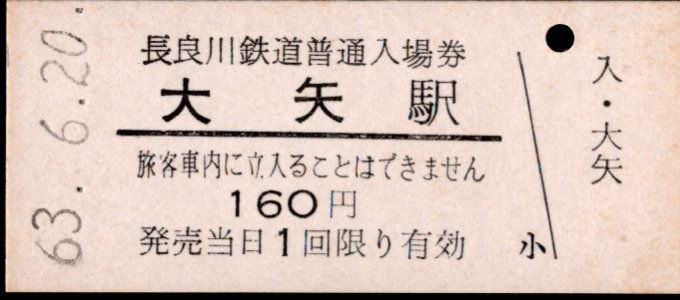 63. 6.20.
長良川鉄道普通入場券
大矢駅
旅客車内に立入ることはできません
160円
発売当日1回限り有効
小
入・大矢